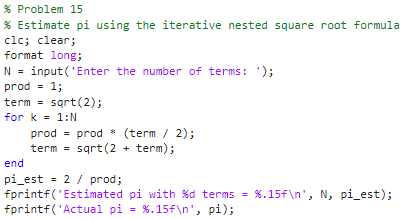 % Problem 15
% Estimate pi using the iterative nested square root formula
clc; clear;
format long;
N = input('Enter the number of terms: ');
prod = 1;
term = sqrt(2);
for k = 1:N
    prod = prod * (term / 2);
    term = sqrt(2 + term);
end
pi_est = 2 / prod;
fprintf('Estimated pi with %d terms = %.15f\n', N, pi_est);
fprintf('Actual pi = %.15f\n', pi);